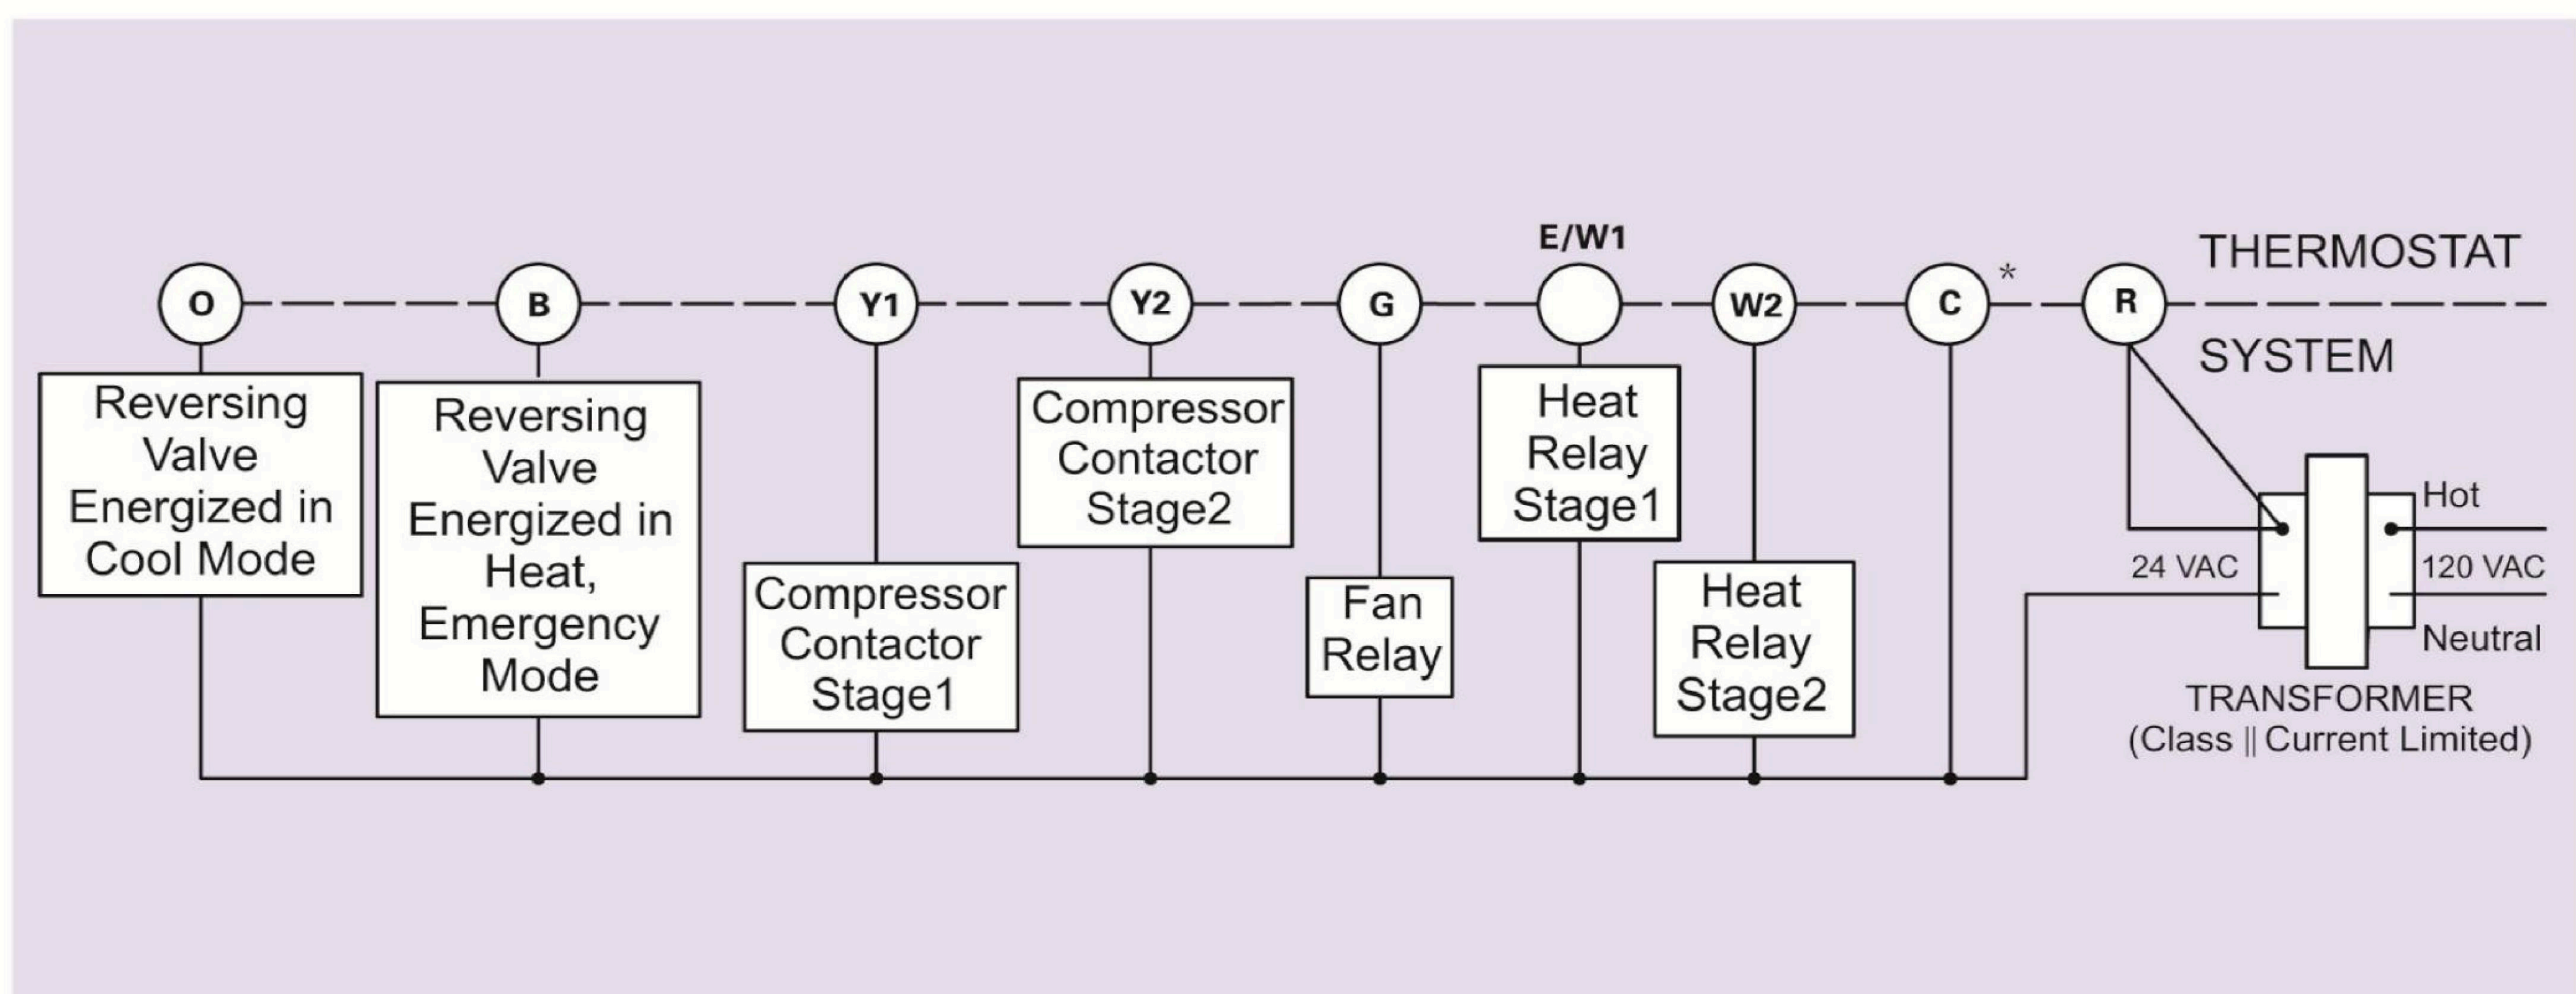 E/W1
O
B
Y1
Y2
G
W2
C
*
R
THERMOSTAT
SYSTEM
Reversing
Valve
Energized in
Cool Mode
Reversing
Valve
Energized in
Heat,
Emergency
Mode
Compressor
Contactor
Stage1
Compressor
Contactor
Stage2
Fan
Relay
Heat
Relay
Stage1
Heat
Relay
Stage2
Hot
24 VAC
120 VAC
Neutral
TRANSFORMER
(Class || Current Limited)